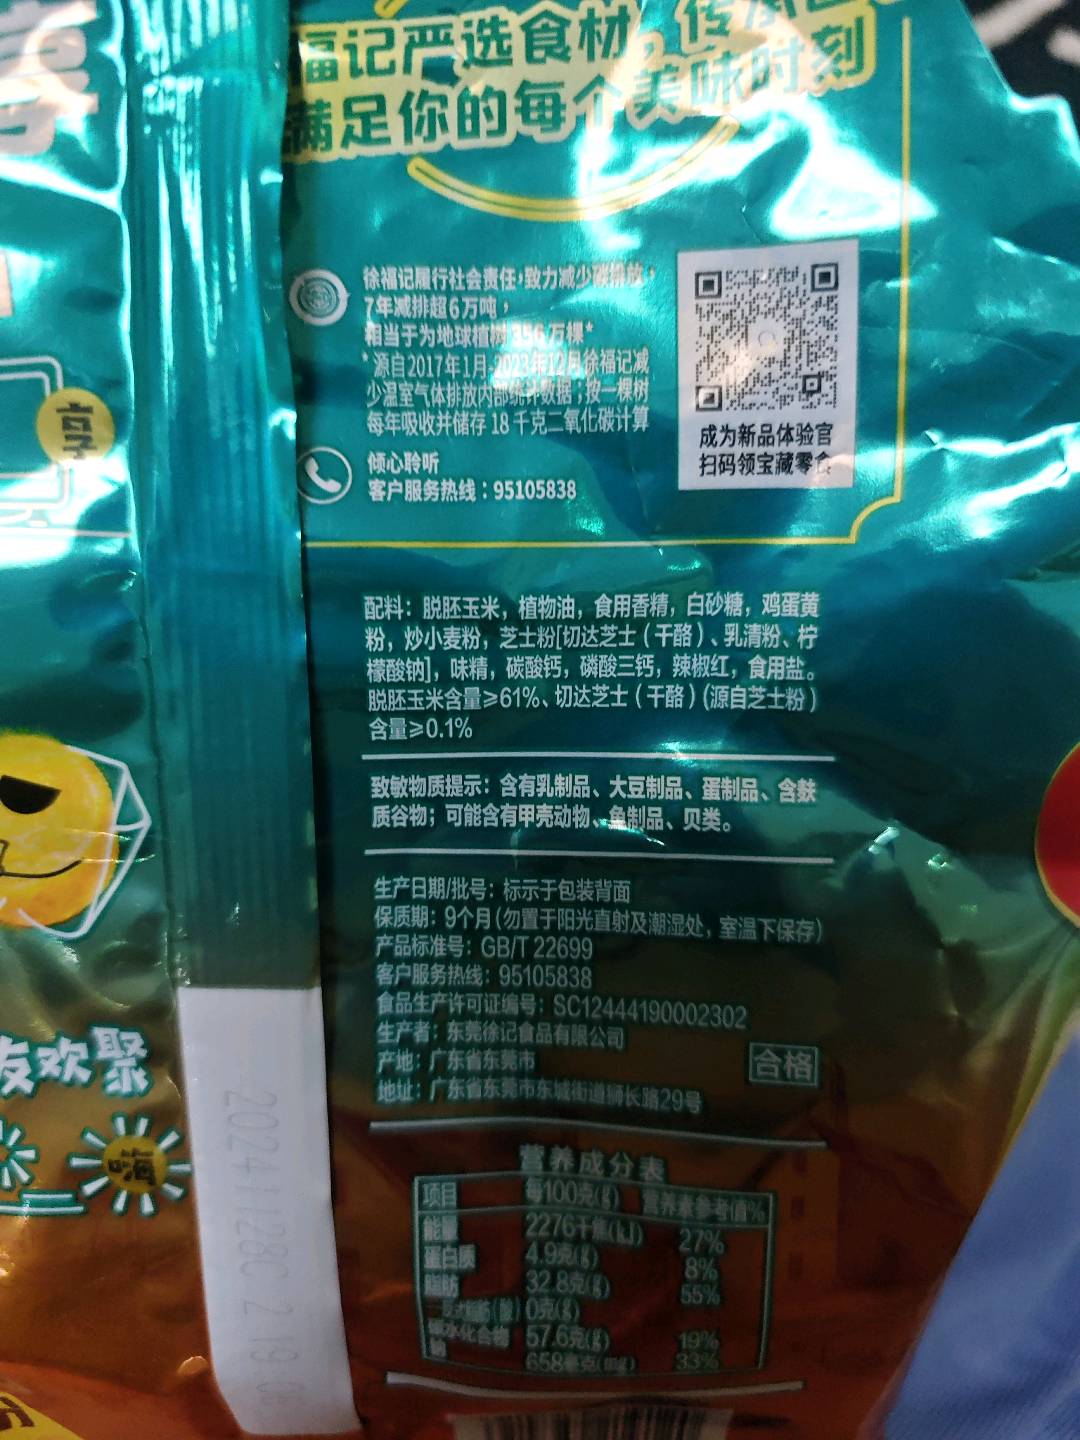 福记严选食材，传
满足你的每个美味时刻
徐福记履行社会责任，致力减少碳排放，
7年减排超6万吨，
相当于为地球植树356万棵*
*源自2017年1月-2023年12月徐福记减
少温室气体排放内部统计数据；按一棵树
每年吸收并储存18千克二氧化碳计算
倾心聆听
客户服务热线：95105838
成为新品体验官
扫码领宝藏零食
享
配料：脱胚玉米，植物油，食用香精，白砂糖，鸡蛋黄
粉，炒小麦粉，芝士粉[切达芝士（干酪）、乳清粉、柠
檬酸钠]，味精，碳酸钙，磷酸三钙，辣椒红，食用盐。
脱胚玉米含量≥61%、切达芝士（干酪）(源自芝士粉)
含量≥0.1%
致敏物质提示：含有乳制品、大豆制品、蛋制品、含麸
质谷物；可能含有甲壳动物、鱼制品、贝类。
生产日期/批号：标示于包装背面
保质期：9个月(勿置于阳光直射及潮湿处，室温下保存)
产品标准号：GB/T 22699
客户服务热线：95105838
食品生产许可证编号：SC12444190002302
生产者：东莞徐记食品有限公司
产地：广东省东莞市
地址：广东省东莞市东城街道狮长路29号
合格
友欢聚
嗨
20241128C 2 19
营养成分表
项目 每100克(g) 营养素参考值%
能量 2276千焦(kJ) 27%
蛋白质 4.9克(g) 8%
脂肪 32.8克(g) 55%
—反式脂肪(酸) 0克(g)
碳水化合物 57.6克(g) 19%
钠 658毫克(mg) 33%